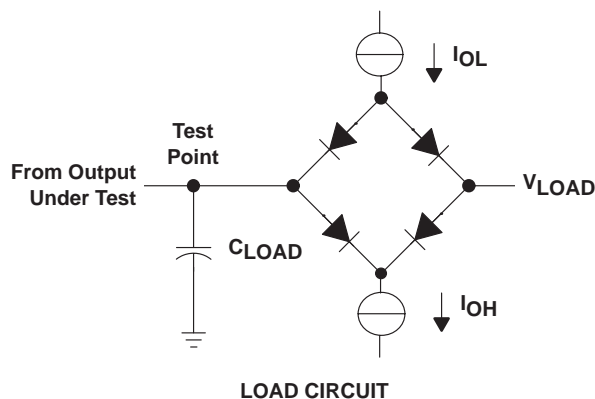 IOL
Test
Point
From Output
Under Test
VLOAD
CLOAD
IOH
LOAD CIRCUIT